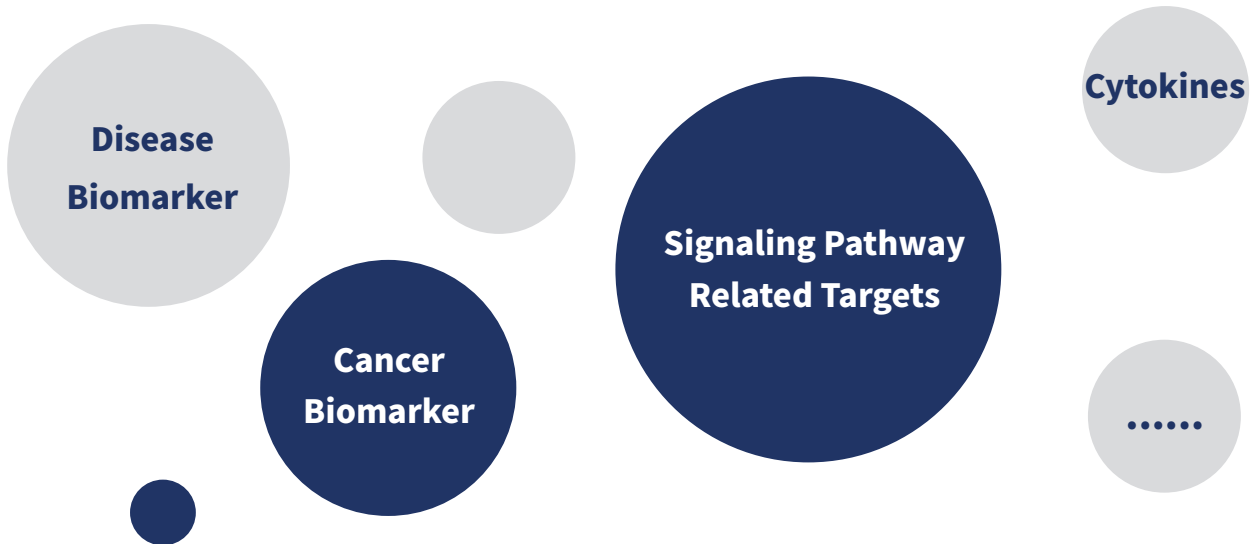 Disease
Biomarker
Cancer
Biomarker
Signaling Pathway
Related Targets
Cytokines
......